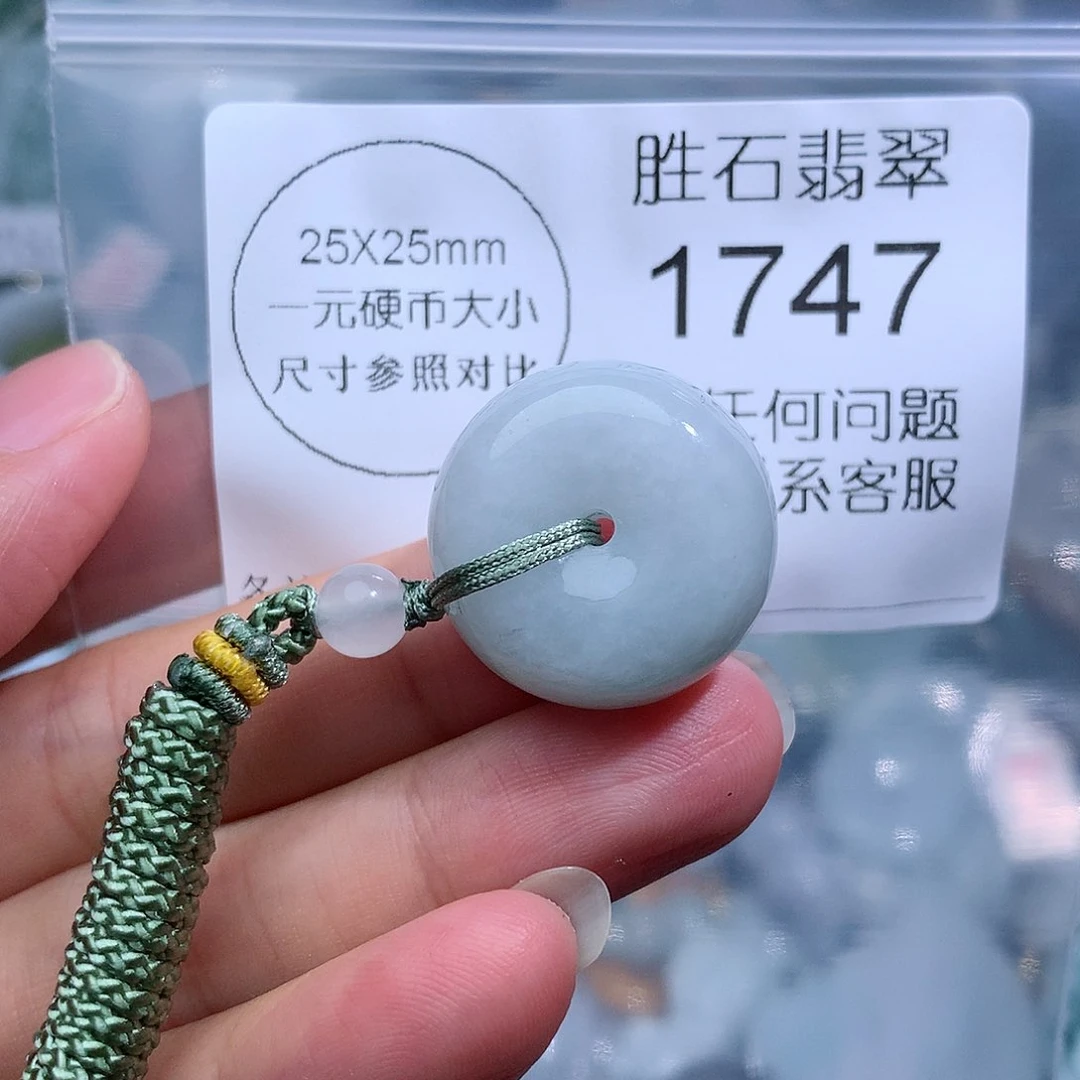 胜石翡翠
1747
25X25mm
一元硬币大小
尺寸参照对比
任何问题
系客服